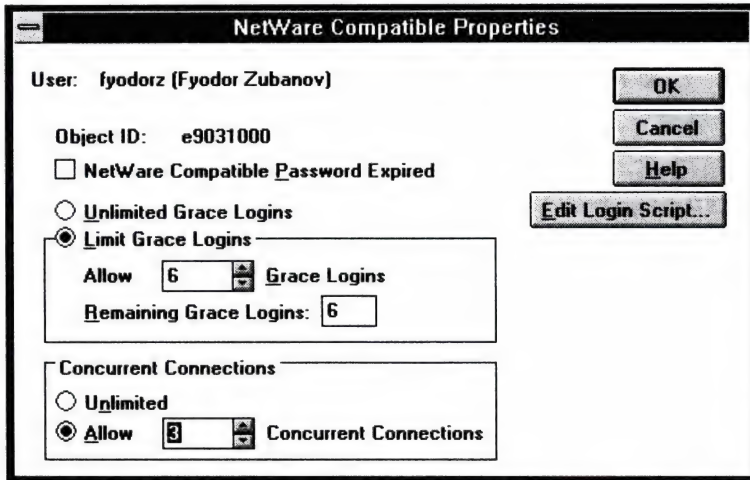 NetWare Compatible Properties
User: fyodorz (Fyodor Zubanov)
OK
Object ID: e9031000
Cancel
NetWare Compatible Password Expired
Help
Unlimited Grace Logins
Edit Login Script...
Limit Grace Logins
Allow 6 Grace Logins
Remaining Grace Logins: 6
Concurrent Connections
Unlimited
Allow 3 Concurrent Connections